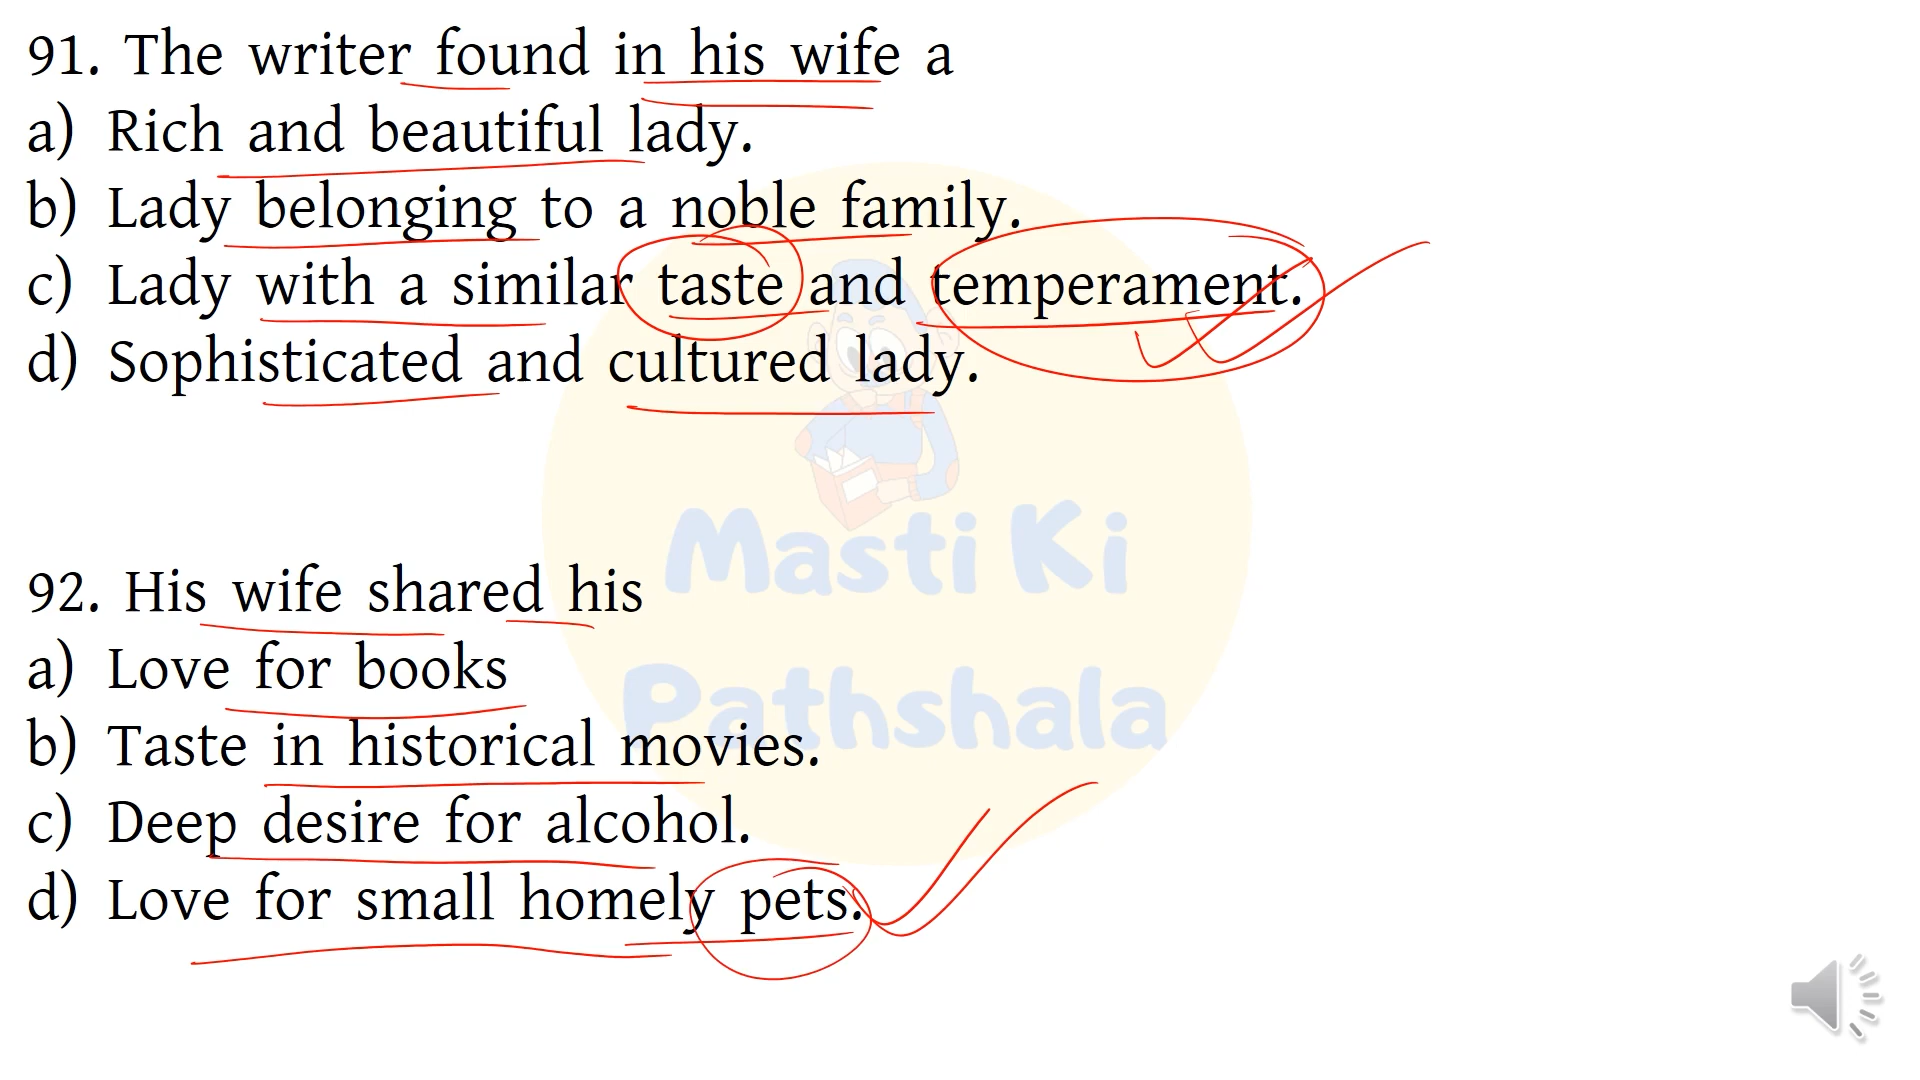 91. The writer found in his wife a
a) Rich and beautiful lady.
b) Lady belonging to a noble family.
c) Lady with a similar taste and temperament.
d) Sophisticated and cultured lady.
92. His wife shared his
a) Love for books
b) Taste in historical movies.
c) Deep desire for alcohol.
d) Love for small homely pets.
Masti Ki
Pathshala